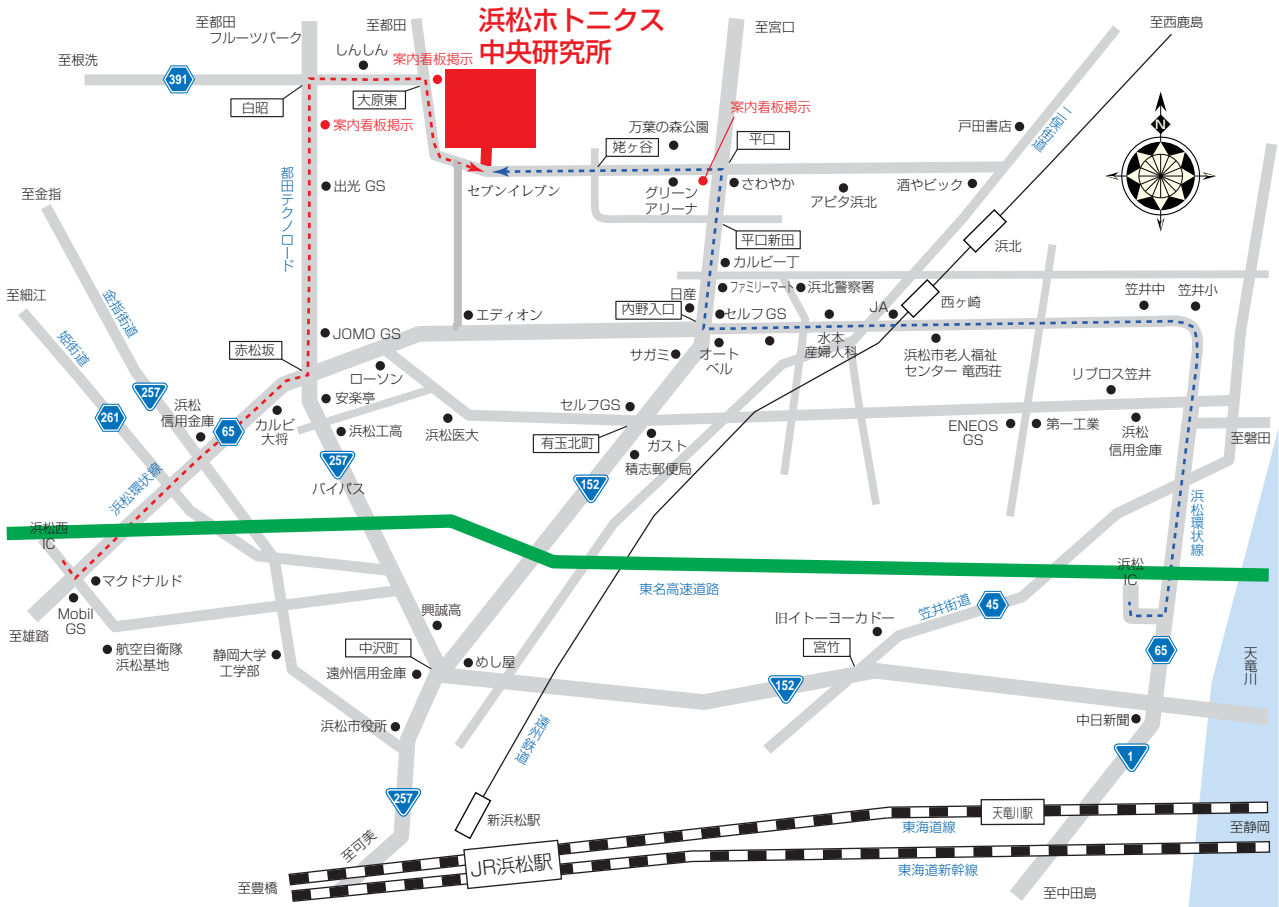 浜松ホトニクス
中央研究所
至都田
フルーツパーク
至都田
至宮口
至西鹿島
至根洗
しんしん
案内看板掲示
391
白昭
大原東
案内看板掲示
案内看板掲示
万葉の森公園
平口
戸田書店
二俣街道
N
姥ヶ谷
都田テクノロード
出光 GS
セブンイレブン
グリーン
アリーナ
さわやか
アピタ浜北
酒やビック
至金指
平口新田
浜北
カルビ一丁
至細江
金指街道
日産
ファミリーマート
浜北警察署
JA
西ヶ崎
笠井中
笠井小
内野入口
セルフ GS
エディオン
姫街道
JOMO GS
赤松坂
サガミ
オート
ベル
水本
産婦人科
浜松市老人福祉
センター 竜西荘
ローソン
リブロス笠井
257
261
浜松
信用金庫
65
カルビ
大将
安楽亭
浜松工高
浜松医大
セルフGS
有玉北町
ガスト
積志郵便局
ENEOS
GS
第一工業
浜松
信用金庫
至磐田
257
バイパス
152
浜松環状線
浜松環状線
浜松西
IC
東名高速道路
浜松
IC
マクドナルド
Mobil
GS
至雄踏
航空自衛隊
浜松基地
静岡大学
工学部
興誠高
中沢町
遠州信用金庫
めし屋
旧イトーヨーカドー
笠井街道
45
宮竹
65
天竜川
152
浜松市役所
中日新聞
遠州鉄道
1
257
新浜松駅
至可美
天竜川駅
東海道線
至静岡
JR浜松駅
東海道新幹線
至豊橋
至中田島